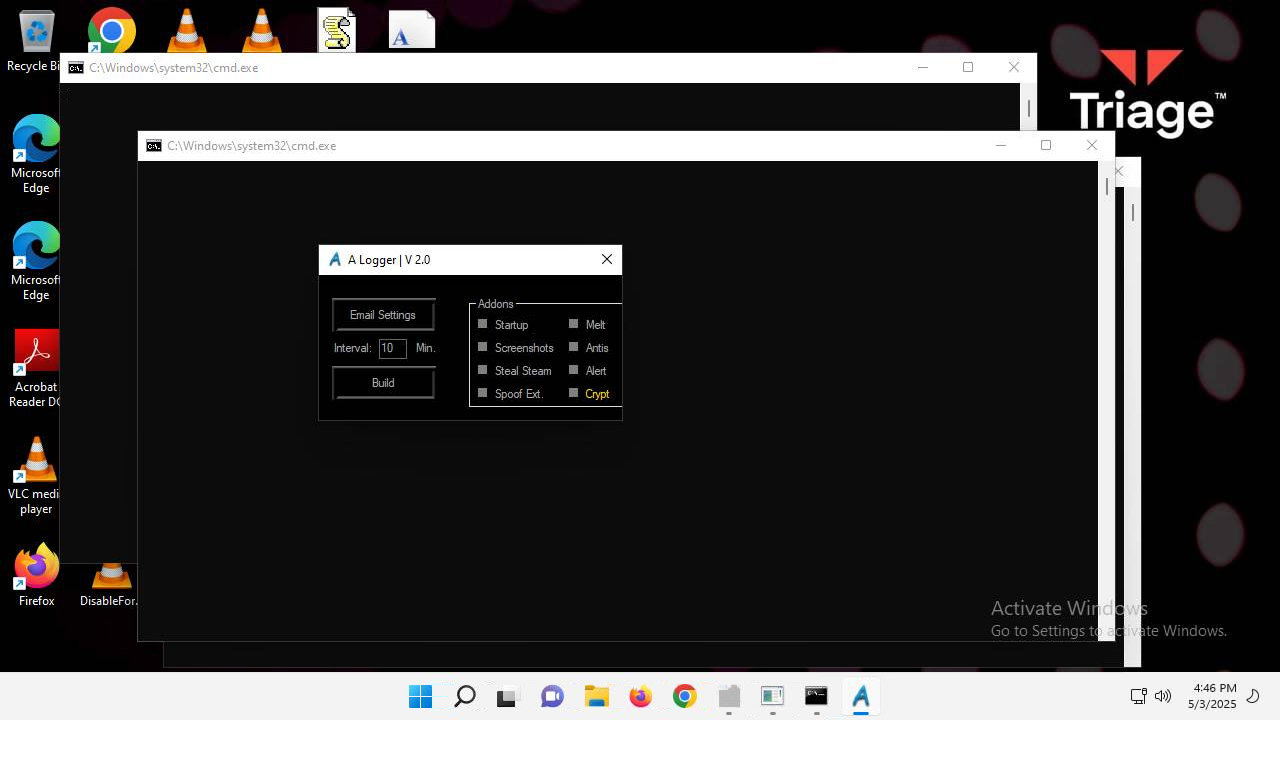 Recycle Bi
C:\Windows\system32\cmd.exe
Triage™
C:\Windows\system32\cmd.exe
Microsoft
Edge
Microsoft
Edge
A Logger | V 2.0
Email Settings
Interval: 10 Min.
Build
Addons
Startup
Melt
Screenshots
Antis
Steal Steam
Alert
Spoof Ext.
Crypt
Acrobat
Reader DC
VLC media
player
Firefox
DisableFor...
Activate Windows
Go to Settings to activate Windows.
4:46 PM
5/3/2025